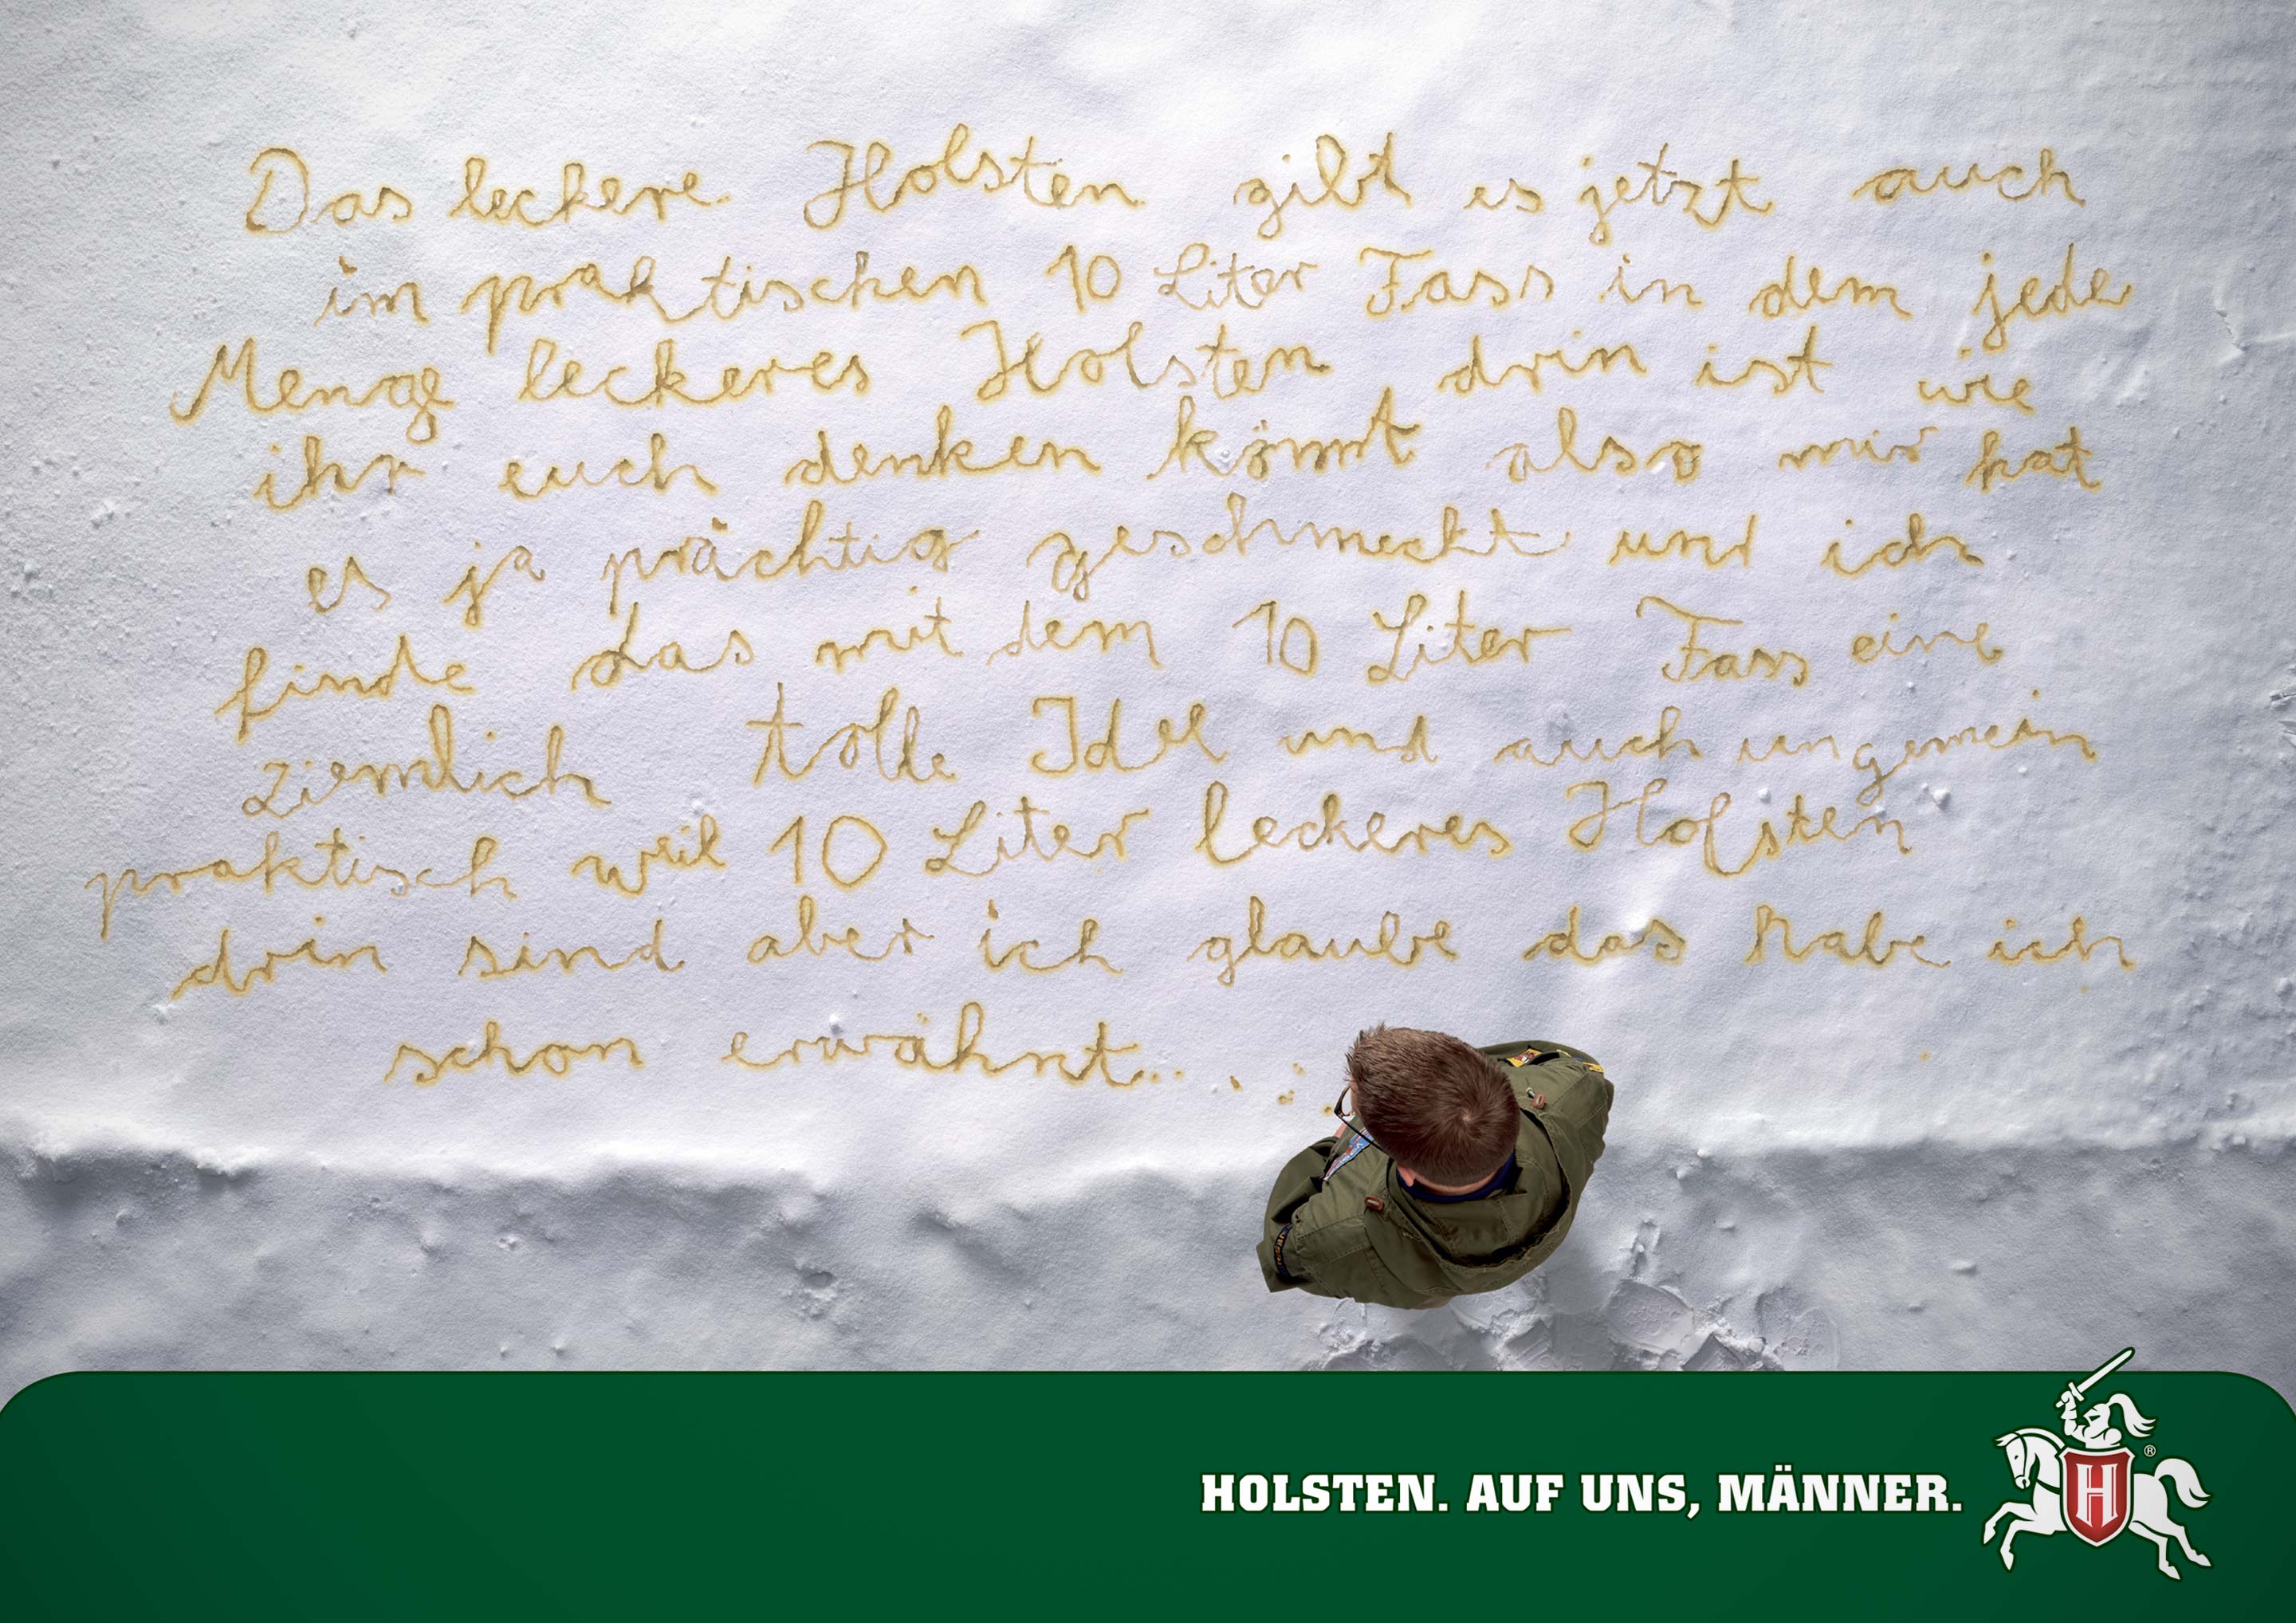 Das leckere Holsten gibt es jetzt auch
im praktischen 10 Liter Fass in dem jede
Menge leckeres Holsten drin ist wie
ihr euch denken könnt also mir hat
es ja prächtig geschmeckt und ich
finde das mit dem 10 Liter Fass eine
ziemlich tolle Idee und auch ungemein
praktisch weil 10 Liter leckeres Holsten
drin sind aber ich glaube das habe ich
schon erwähnt.....
HOLSTEN. AUF UNS, MÄNNER.
H
®